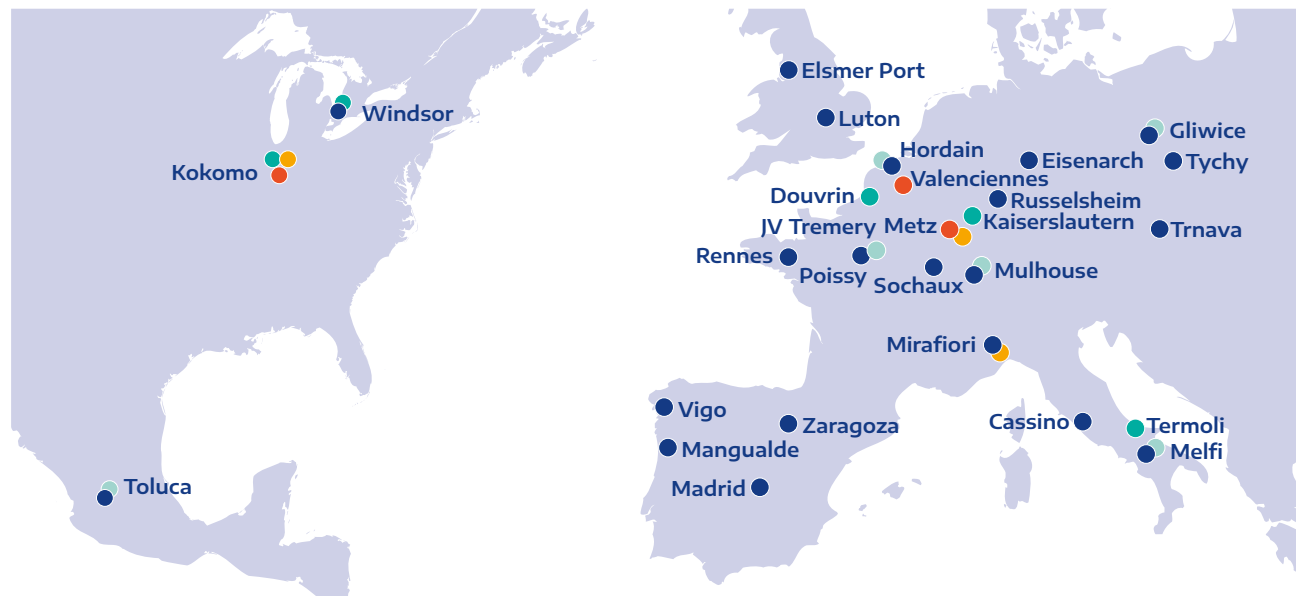 Windsor
Kokomo
Toluca
Elsmer Port
Luton
Gliwice
Hordain
Eisenarch
Tychy
Valenciennes
Douvrin
Russelsheim
Kaiserslautern
JV Tremery
Metz
Trnava
Rennes
Poissy
Sochaux
Mulhouse
Mirafiori
Vigo
Zaragoza
Cassino
Termoli
Mangualde
Melfi
Madrid